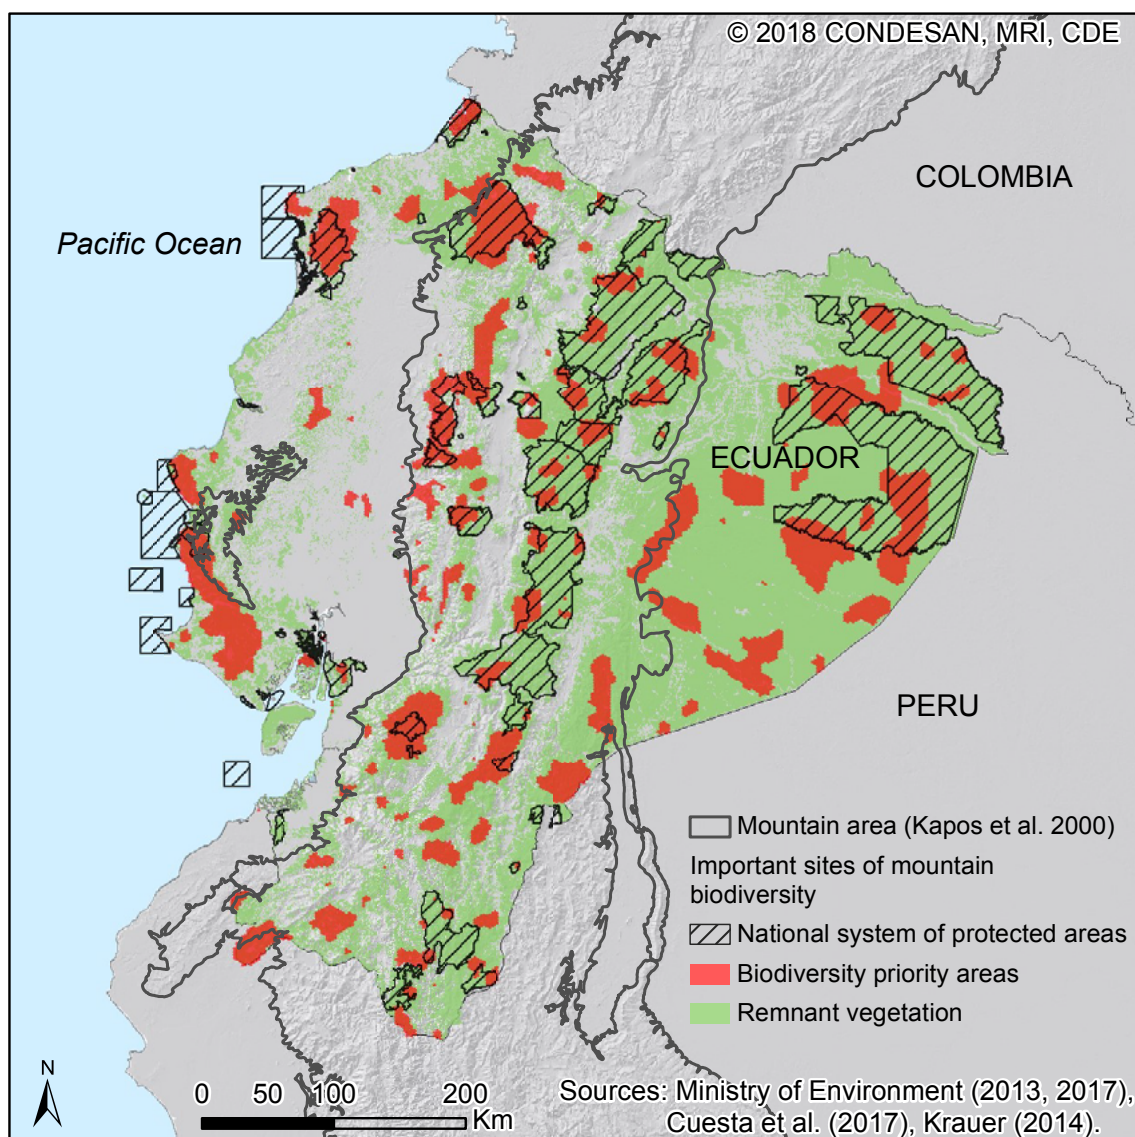 © 2018 CONDESAN, MRI, CDE
COLOMBIA
Pacific Ocean
ECUADOR
PERU
Mountain area (Kapos et al. 2000)
Important sites of mountain
biodiversity
National system of protected areas
Biodiversity priority areas
Remnant vegetation
N
0 50 100 200
Km
Sources: Ministry of Environment (2013, 2017),
Cuesta et al. (2017), Krauer (2014).